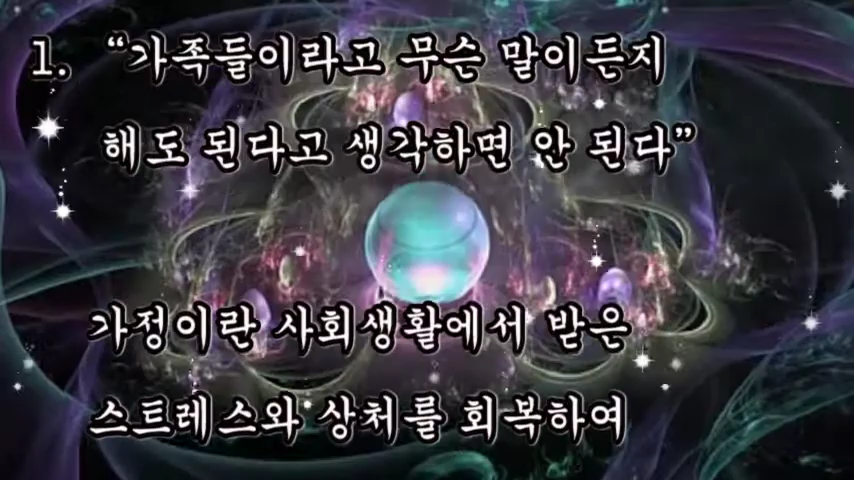 1. “가족들이라고 무슨 말이든지
해도 된다고 생각하면 안 된다”
가정이란 사회생활에서 받은
스트레스와 상처를 회복하여